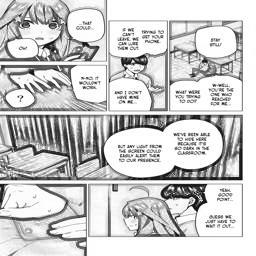 STAY
STILL!
W-WELL,
YOU'RE THE
ONE WHO
REACHED
FOR ME...
WHAT WERE
YOU TRYING
TO DO?
TRYING TO
GET YOUR
PHONE.
IF WE
CAN'T
LEAVE, WE
CAN LURE
THEM OUT.
AND I DON'T
HAVE MINE
ON ME...
THAT
COULD...
OH!
N-NO, IT
WOULDN'T
WORK.
?
WE'VE BEEN
ABLE TO HIDE
HERE BECAUSE
IT'S SO DARK IN THE
CLASSROOM.
BUT ANY LIGHT FROM
THE SCREEN COULD
EASILY ALERT THEM
TO OUR PRESENCE.
YEAH,
GOOD
POINT...
GUESS WE
JUST HAVE TO
WAIT IT OUT...